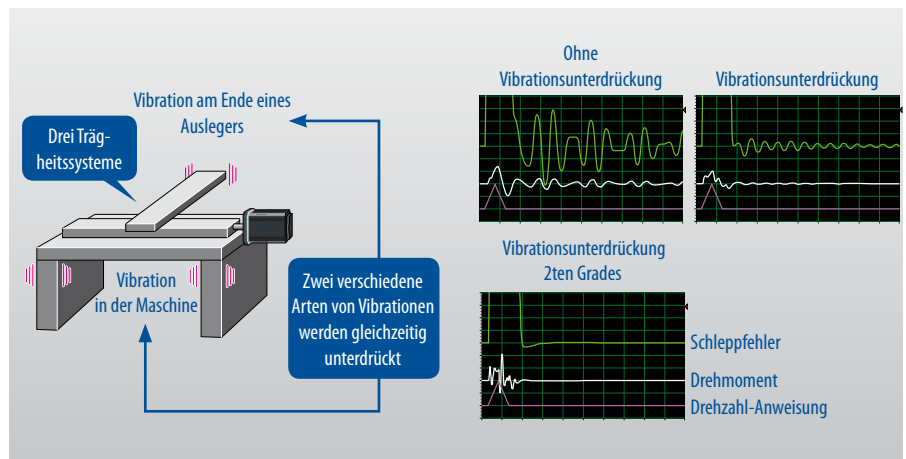 Ohne
Vibrationsunterdrückung
Vibrationsunterdrückung
Vibration am Ende eines
Auslegers
Drei Träg-
heitssysteme
Vibration
in der Maschine
Zwei verschiedene
Arten von Vibrationen
werden gleichzeitig
unterdrückt
Vibrationsunterdrückung
2ten Grades
Schleppfehler
Drehmoment
Drehzahl-Anweisung